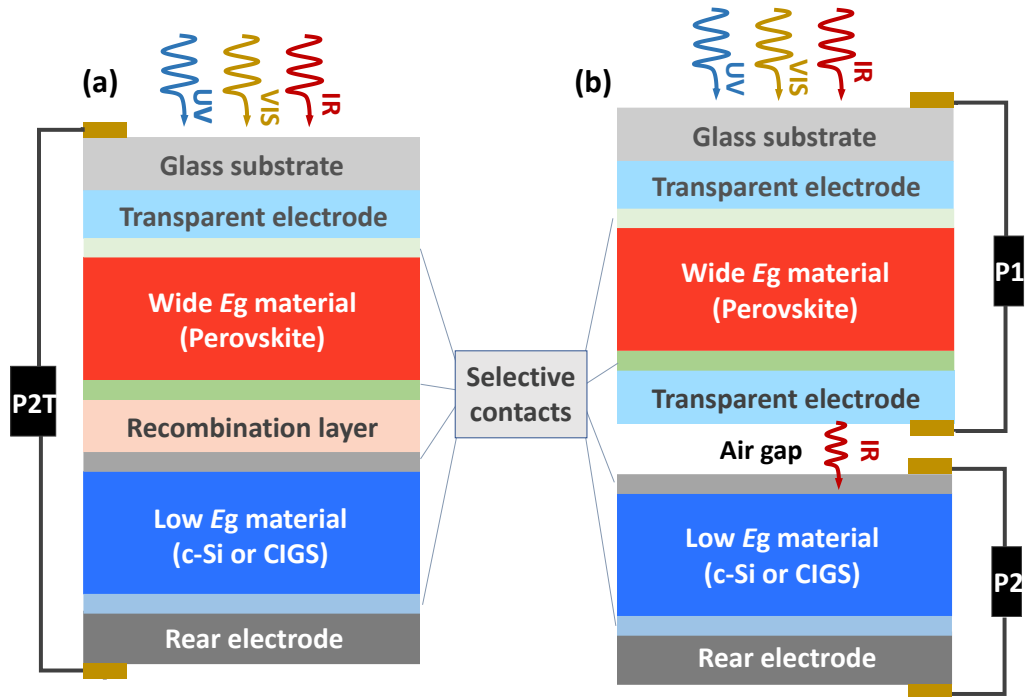 (a)
UV
VIS
IR
Glass substrate
Transparent electrode
Wide Eg material
(Perovskite)
P2T
Recombination layer
Low Eg material
(c-Si or CIGS)
Rear electrode
Selective
contacts
(b)
UV
VIS
IR
Glass substrate
Transparent electrode
Wide Eg material
(Perovskite)
P1
Transparent electrode
Air gap
IR
Low Eg material
(c-Si or CIGS)
P2
Rear electrode